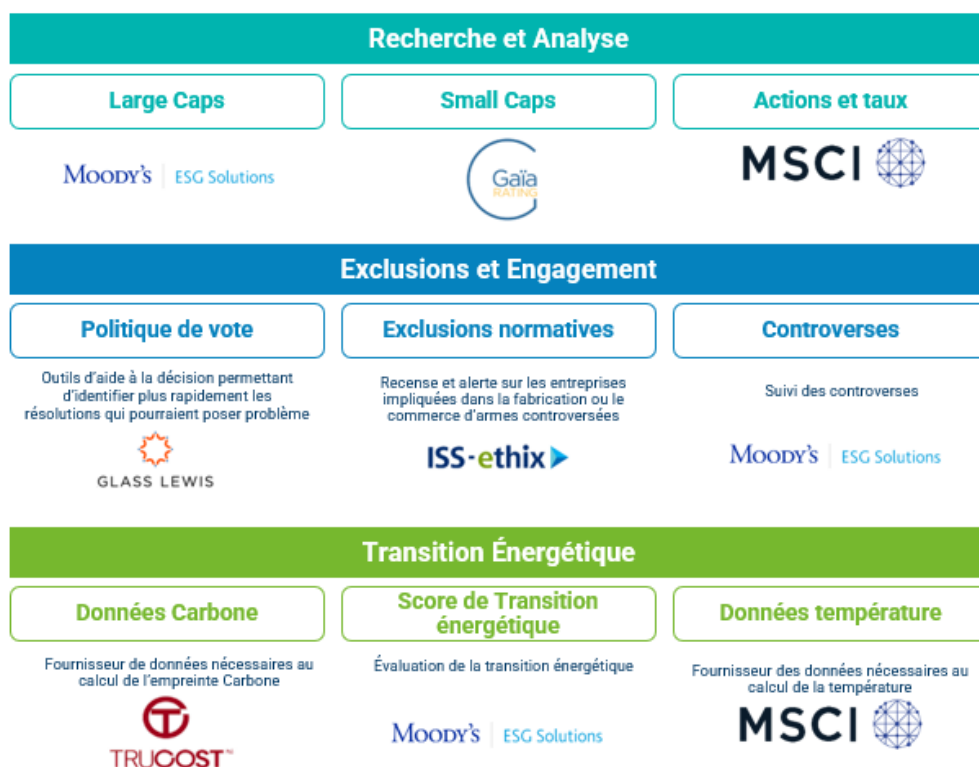 Recherche et Analyse
Large Caps
Small Caps
Actions et taux
MOODY'S | ESG Solutions
Gaïa
RATING
MSCI
Exclusions et Engagement
Politique de vote
Exclusions normatives
Controverses
Outils d'aide à la décision permettant
d'identifier plus rapidement les
résolutions qui pourraient poser problème
Recense et alerte sur les entreprises
impliquées dans la fabrication ou le
commerce d'armes controversées
Suivi des controverses
GLASS LEWIS
ISS-ethix
MOODY'S | ESG Solutions
Transition Énergétique
Données Carbone
Score de Transition
énergétique
Données température
Fournisseur de données nécessaires au
calcul de l'empreinte Carbone
Évaluation de la transition énergétique
Fournisseur des données nécessaires au
calcul de la température
TRUCOST™
MOODY'S | ESG Solutions
MSCI